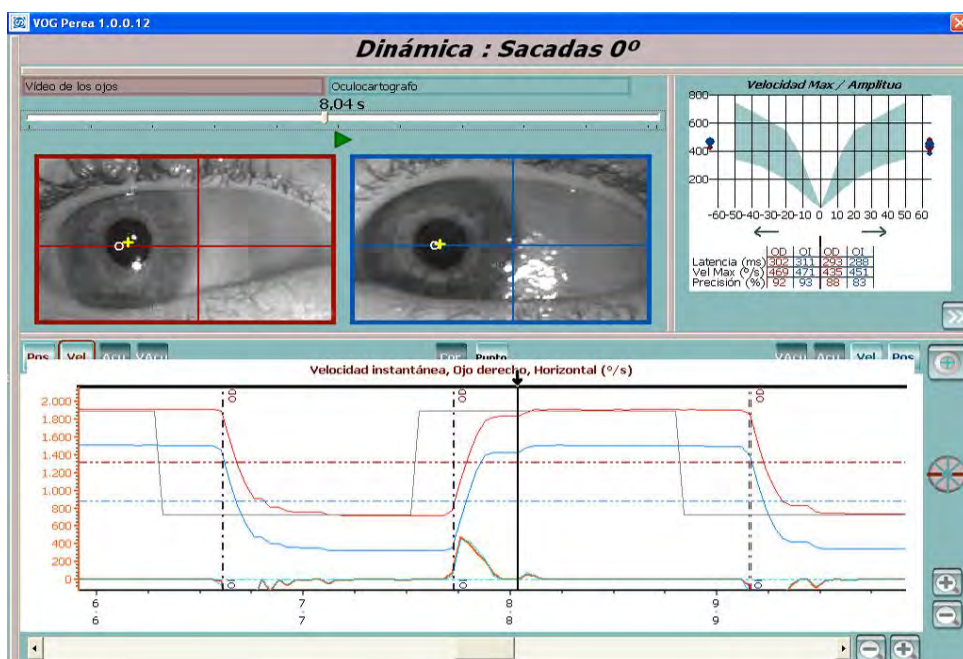 VOG Perea 1.0.0.12
Dinámica : Sacadas 0º
Vídeo de los ojos
Oculocartografo
8,04 s
Velocidad Max / Amplitud
800
600
400
200
-60-50-40-30-20-10 0 10 20 30 40 50 60
OD OI OD OI
Latencia (ms) 302 311 293 288
Vel Max (º/s) 469 471 435 451
Precisión (%) 92 93 88 83
Pos Vel Acu VAcu Cor Punto VAcu Acu Vel Pos
Velocidad instantánea, Ojo derecho, Horizontal (º/s)
OD OD OD
2.000
1.800
1.600
1.400
1.200
1.000
800
600
400
200
0
6 7 8 9
6 7 8 9